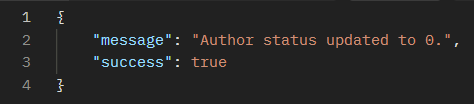 1 {
2 "message": "Author status updated to 0.",
3 "success": true
4 }